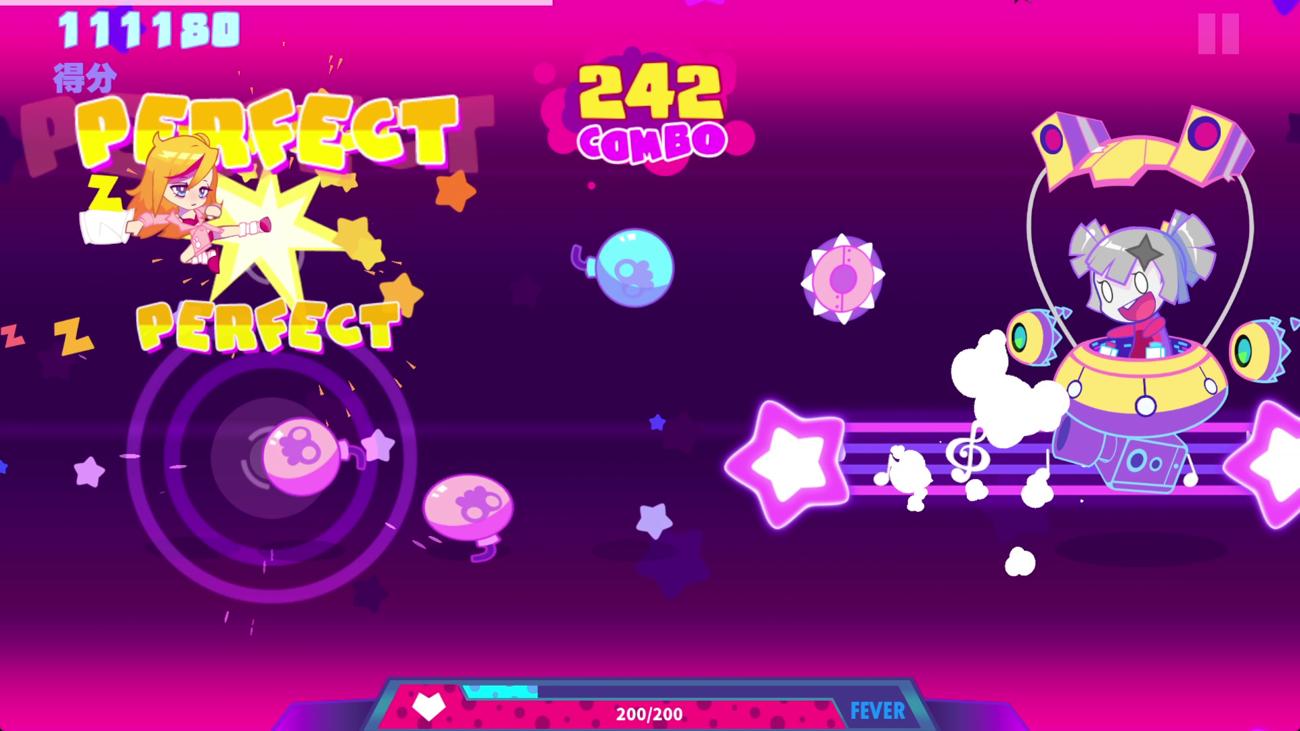 111180
得分
PERFECT
242
COMBO
Z
PERFECT
Z
Z
200/200
FEVER